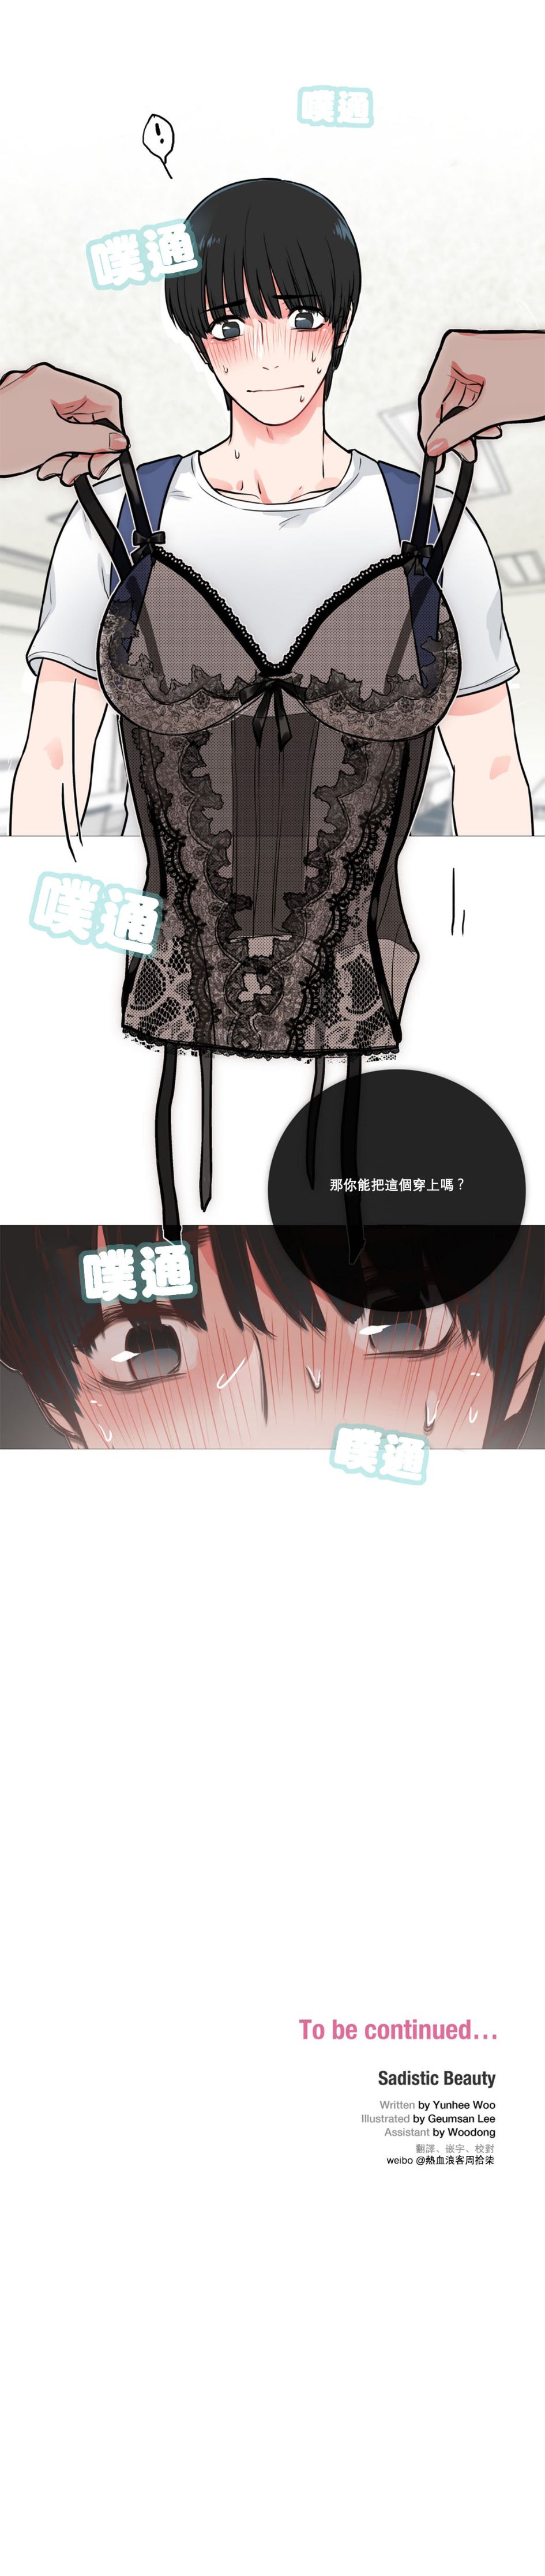 噗通
!
噗通
噗通
那你能把這個穿上嗎？
噗通
噗通
To be continued...
Sadistic Beauty
Written by Yunhee Woo
Illustrated by Geumsan Lee
Assistant by Woodong
翻譯、嵌字、校對
weibo @熱血浪客周拾柒